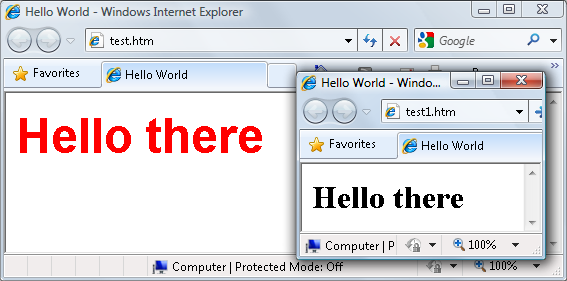 Hello World - Windows Internet Explorer
test.htm
Google
Favorites
Hello World
Hello there
Computer | Protected Mode: Off
100%
Hello World - Windo...
test1.htm
Favorites
Hello World
Hello there
Computer | P
100%